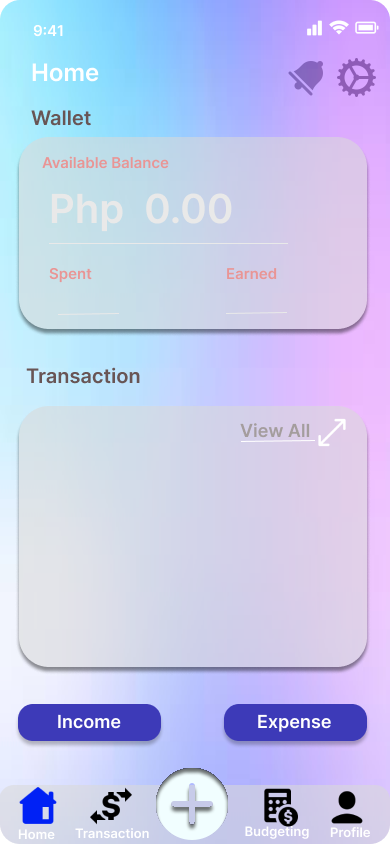 9:41
Home
Wallet
Available Balance
Php 0.00
Spent Earned
Transaction
View All
Income Expense
Home Transaction Budgeting Profile